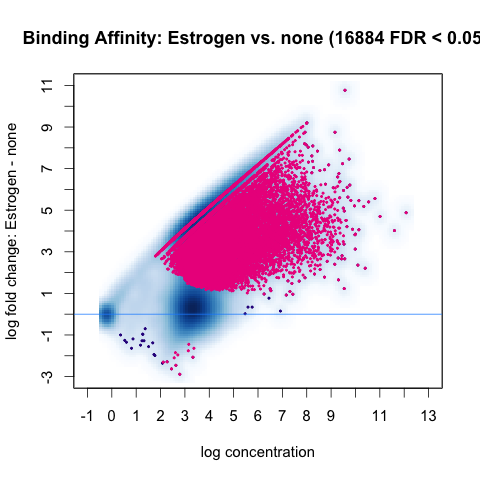 Binding Affinity: Estrogen vs. none (16884 FDR < 0.05
log fold change: Estrogen - none
11
9
7
5
3
1
-1
-3
-1 0 1 2 3 4 5 6 7 8 9 11 13
log concentration